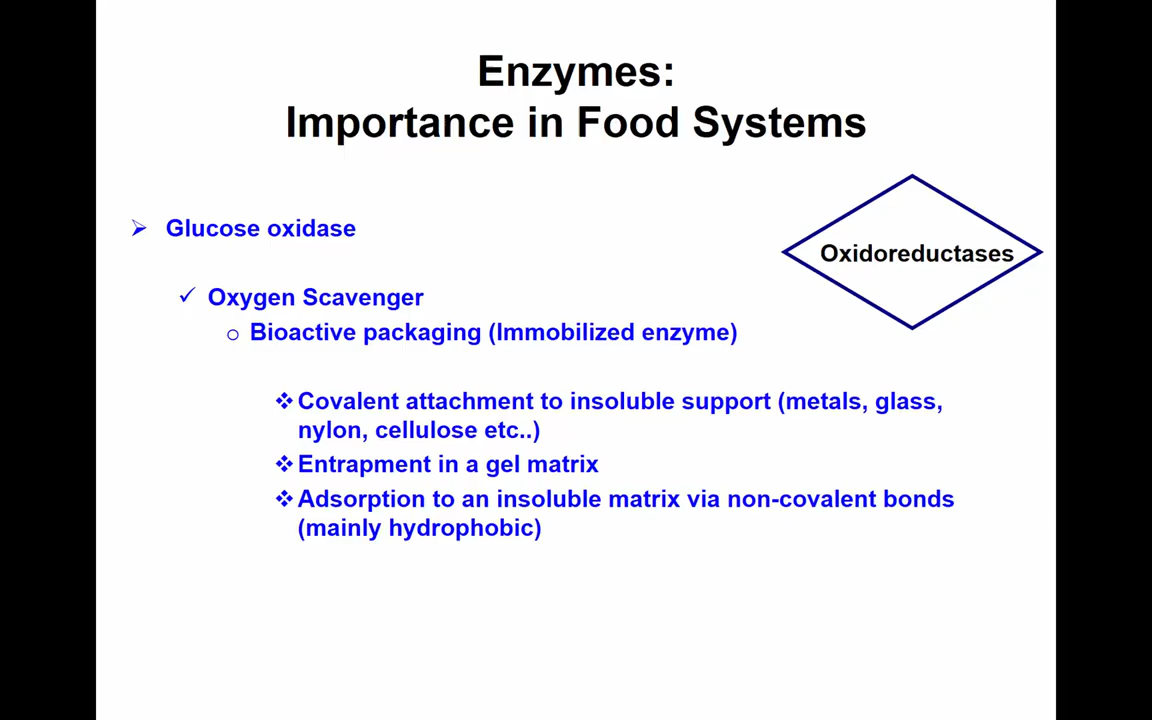 Enzymes:
Importance in Food Systems
Glucose oxidase
Oxidoreductases
Oxygen Scavenger
Bioactive packaging (Immobilized enzyme)
Covalent attachment to insoluble support (metals, glass,
nylon, cellulose etc..)
Entrapment in a gel matrix
Adsorption to an insoluble matrix via non-covalent bonds
(mainly hydrophobic)